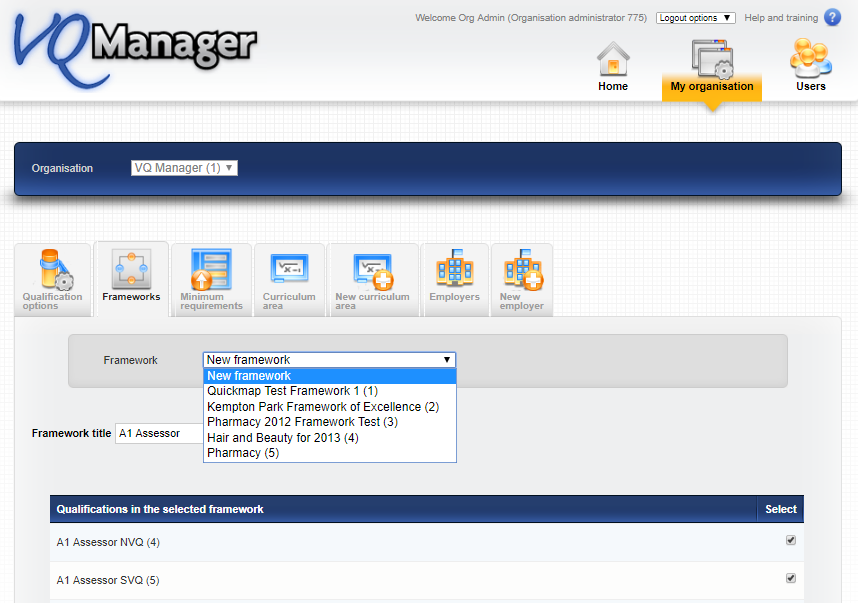 VQManager
Welcome Org Admin (Organisation administrator 775) Logout options Help and training ?
Home
My organisation
Users
Organisation VQ Manager (1)
Qualification options
Frameworks
Minimum requirements
Curriculum area
New curriculum area
Employers
New employer
Framework New framework
New framework
Quickmap Test Framework 1 (1)
Kempton Park Framework of Excellence (2)
Pharmacy 2012 Framework Test (3)
Hair and Beauty for 2013 (4)
Pharmacy (5)
Framework title A1 Assessor
Qualifications in the selected framework Select
A1 Assessor NVQ (4)
A1 Assessor SVQ (5)